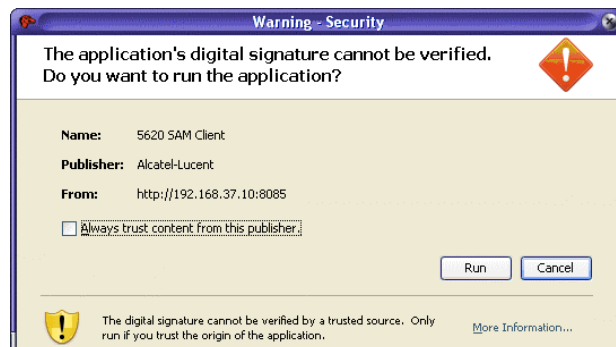 Warning - Security
The application's digital signature cannot be verified.
Do you want to run the application?
Name: 5620 SAM Client
Publisher: Alcatel-Lucent
From: http://192.168.37.10:8085
Always trust content from this publisher.
Run Cancel
The digital signature cannot be verified by a trusted source. Only
run if you trust the origin of the application.
More Information...